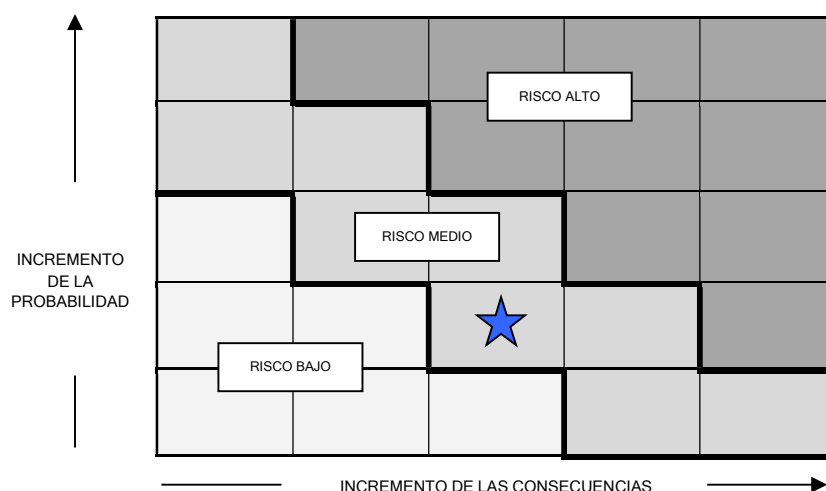 RISCO ALTO
RISCO MEDIO
INCREMENTO
DE LA
PROBABILIDAD
RISCO BAJO
INCREMENTO DE LAS CONSECUENCIAS